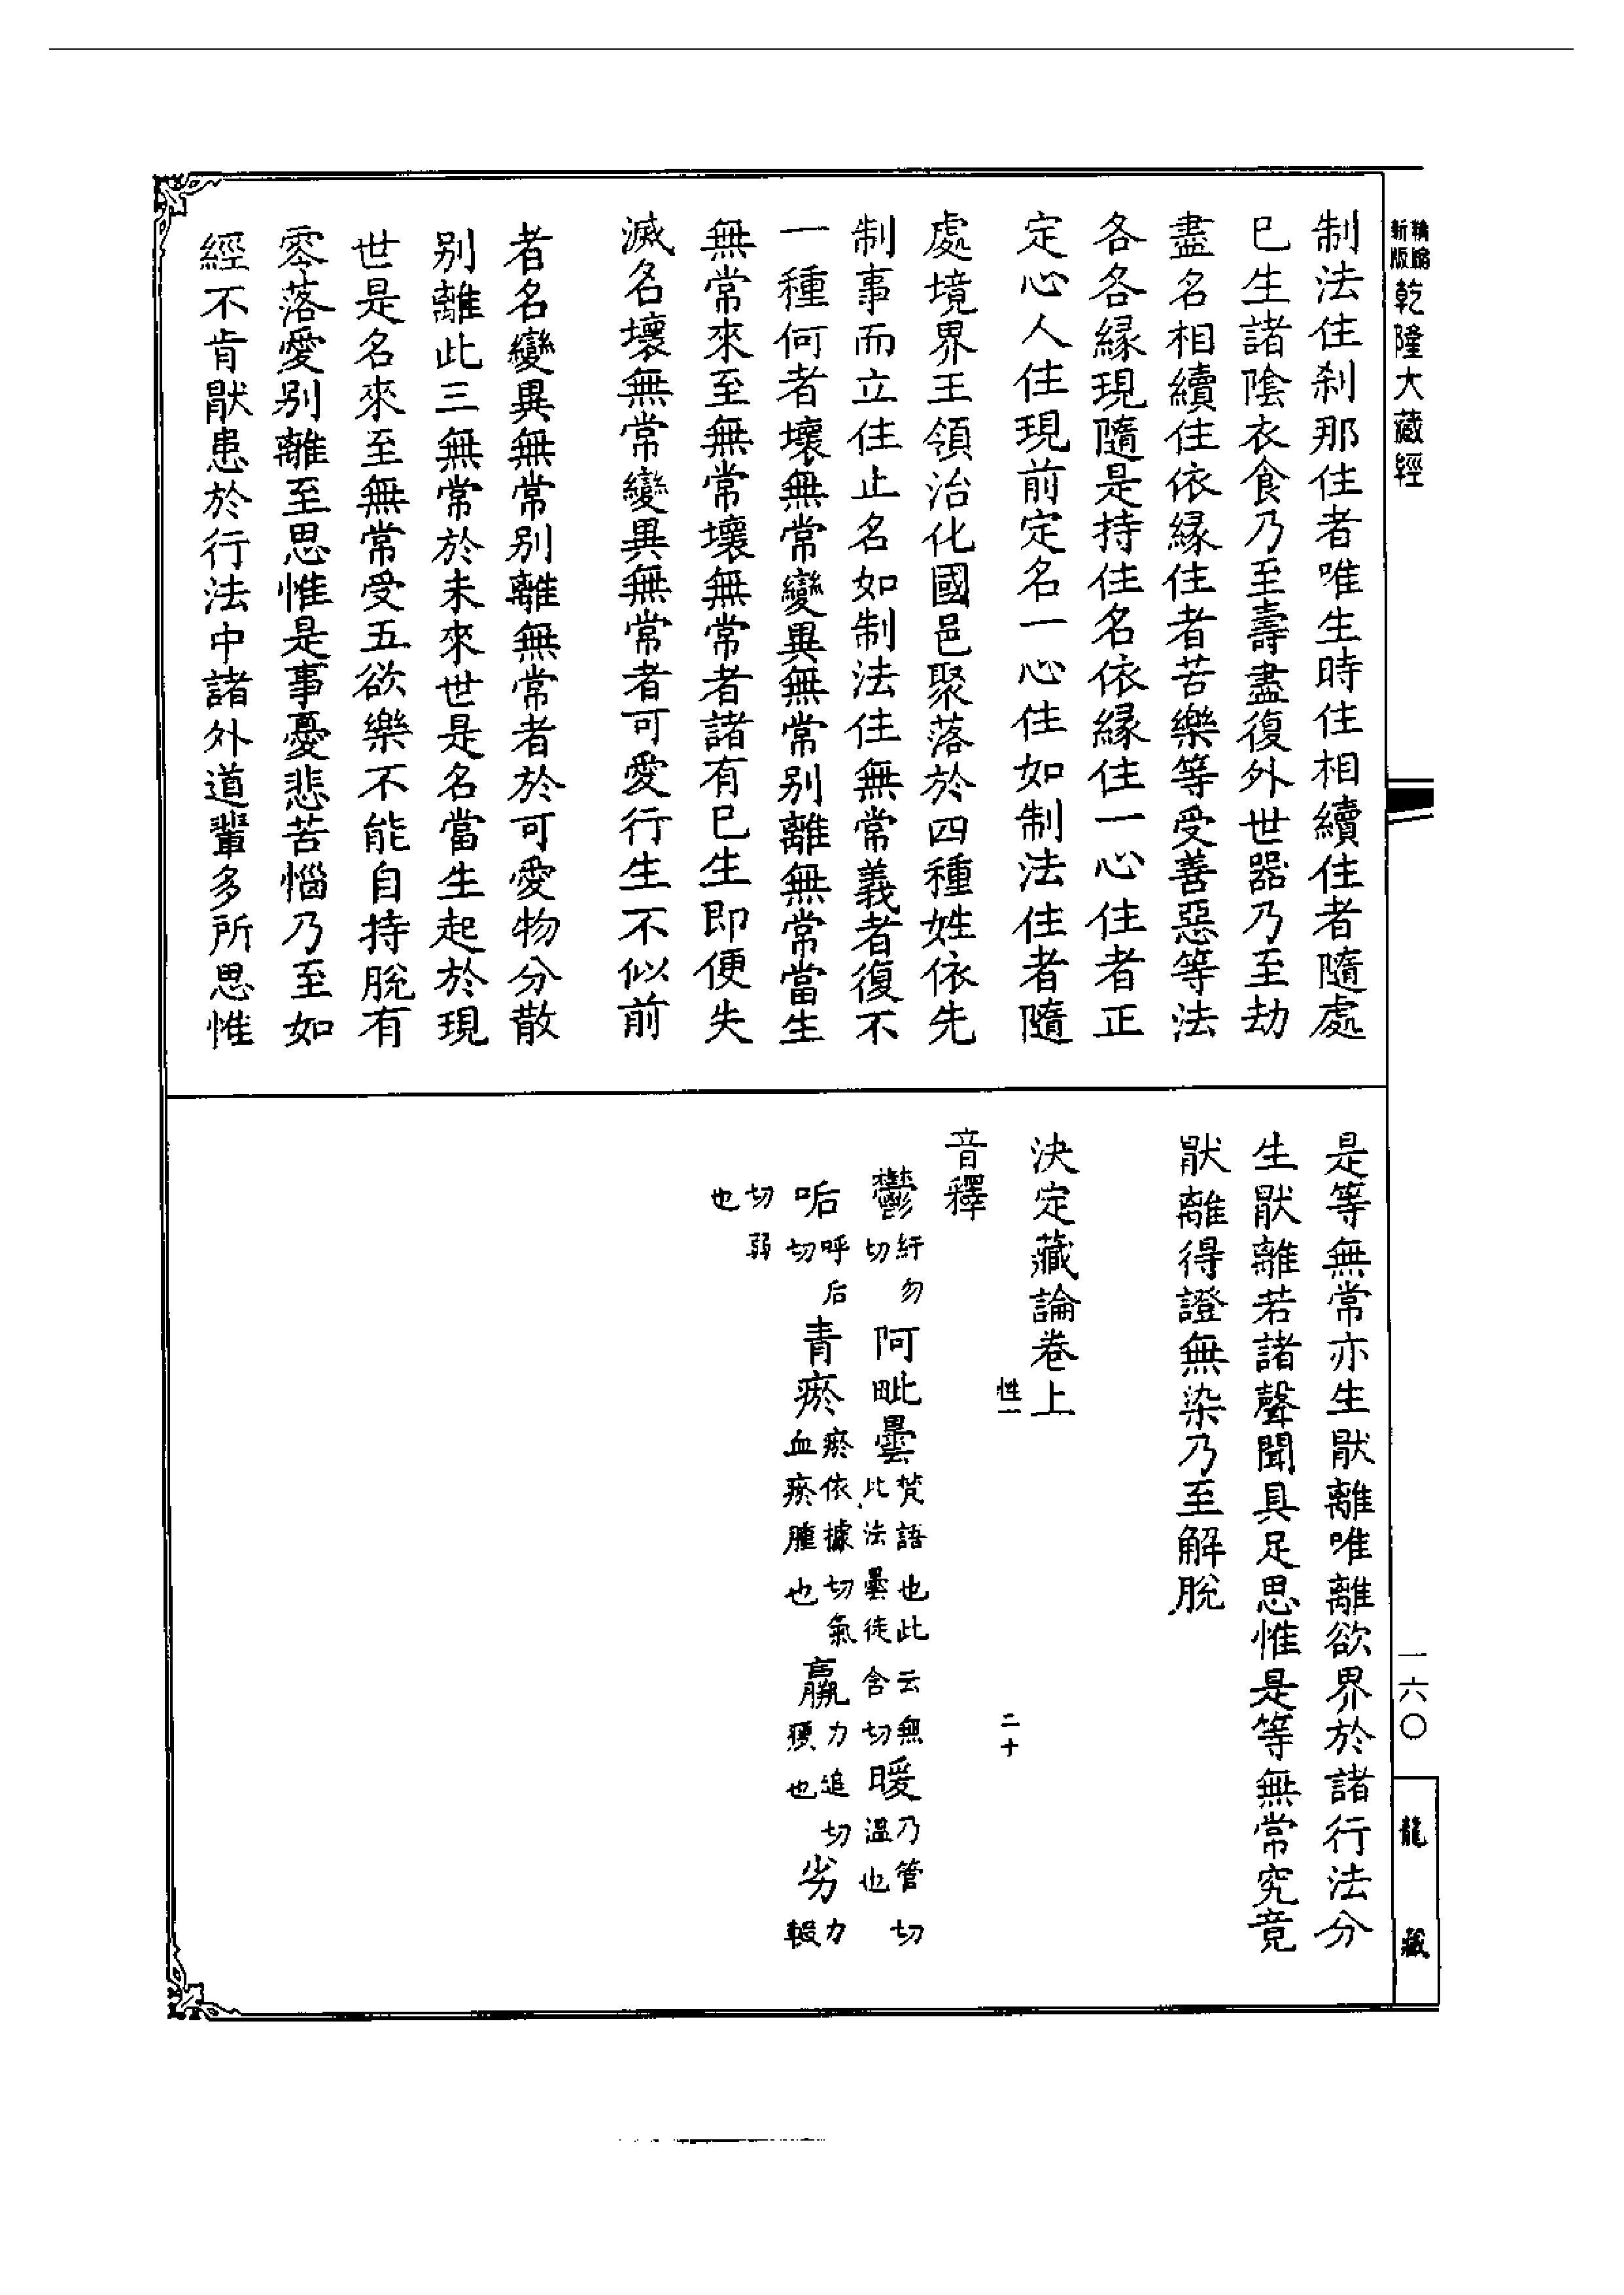 新版
精縮
乾隆大藏經
制法住刹那住者唯生時住相續住者隨處
巳生諸陰衣食乃至壽盡復外世器乃至劫
盡名相續住依緣住者苦樂等受善惡等法
各各緣現隨是持住名依緣住一心住者正
定心人住現前定名一心住如制法住者隨
處境界王領治化國邑聚落於四種姓依先
制事而立住止名如制法住無常義者復不
一種何者壞無常變異無常别離無常當生
無常來至無常壞無常者諸有巳生即便失
滅名壞無常變異無常者可愛行生不似前
者名變異無常别離無常者於可愛物分散
别離此三無常於未來世是名當生起於現
世是名來至無常受五欲樂不能自持脫有
零落愛别離至思惟是事憂悲苦惱乃至如
經不肯猒患於行法中諸外道輩多所思惟
是等無常亦生猒離唯離欲界於諸行法分
生猒離若諸聲聞具足思惟是等無常究竟
猒離得證無染乃至解脫
決定藏論卷上
性一 二十
音釋
鬱紆勿切 阿毗曇梵語也此云無比法曇徒含切 暖乃管切溫也
㖃呼后切 青瘀瘀依據切氣血瘀腫也 羸力追切瘦也 劣力輟
切弱也
一六〇
龍藏